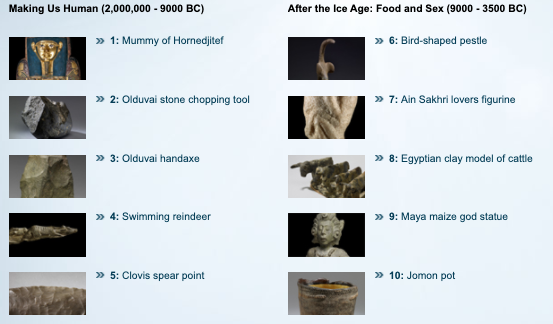 Making Us Human (2,000,000 - 9000 BC)
1: Mummy of Hornedjitef
2: Olduvai stone chopping tool
3: Olduvai handaxe
4: Swimming reindeer
5: Clovis spear point
After the Ice Age: Food and Sex (9000 - 3500 BC)
6: Bird-shaped pestle
7: Ain Sakhri lovers figurine
8: Egyptian clay model of cattle
9: Maya maize god statue
10: Jomon pot